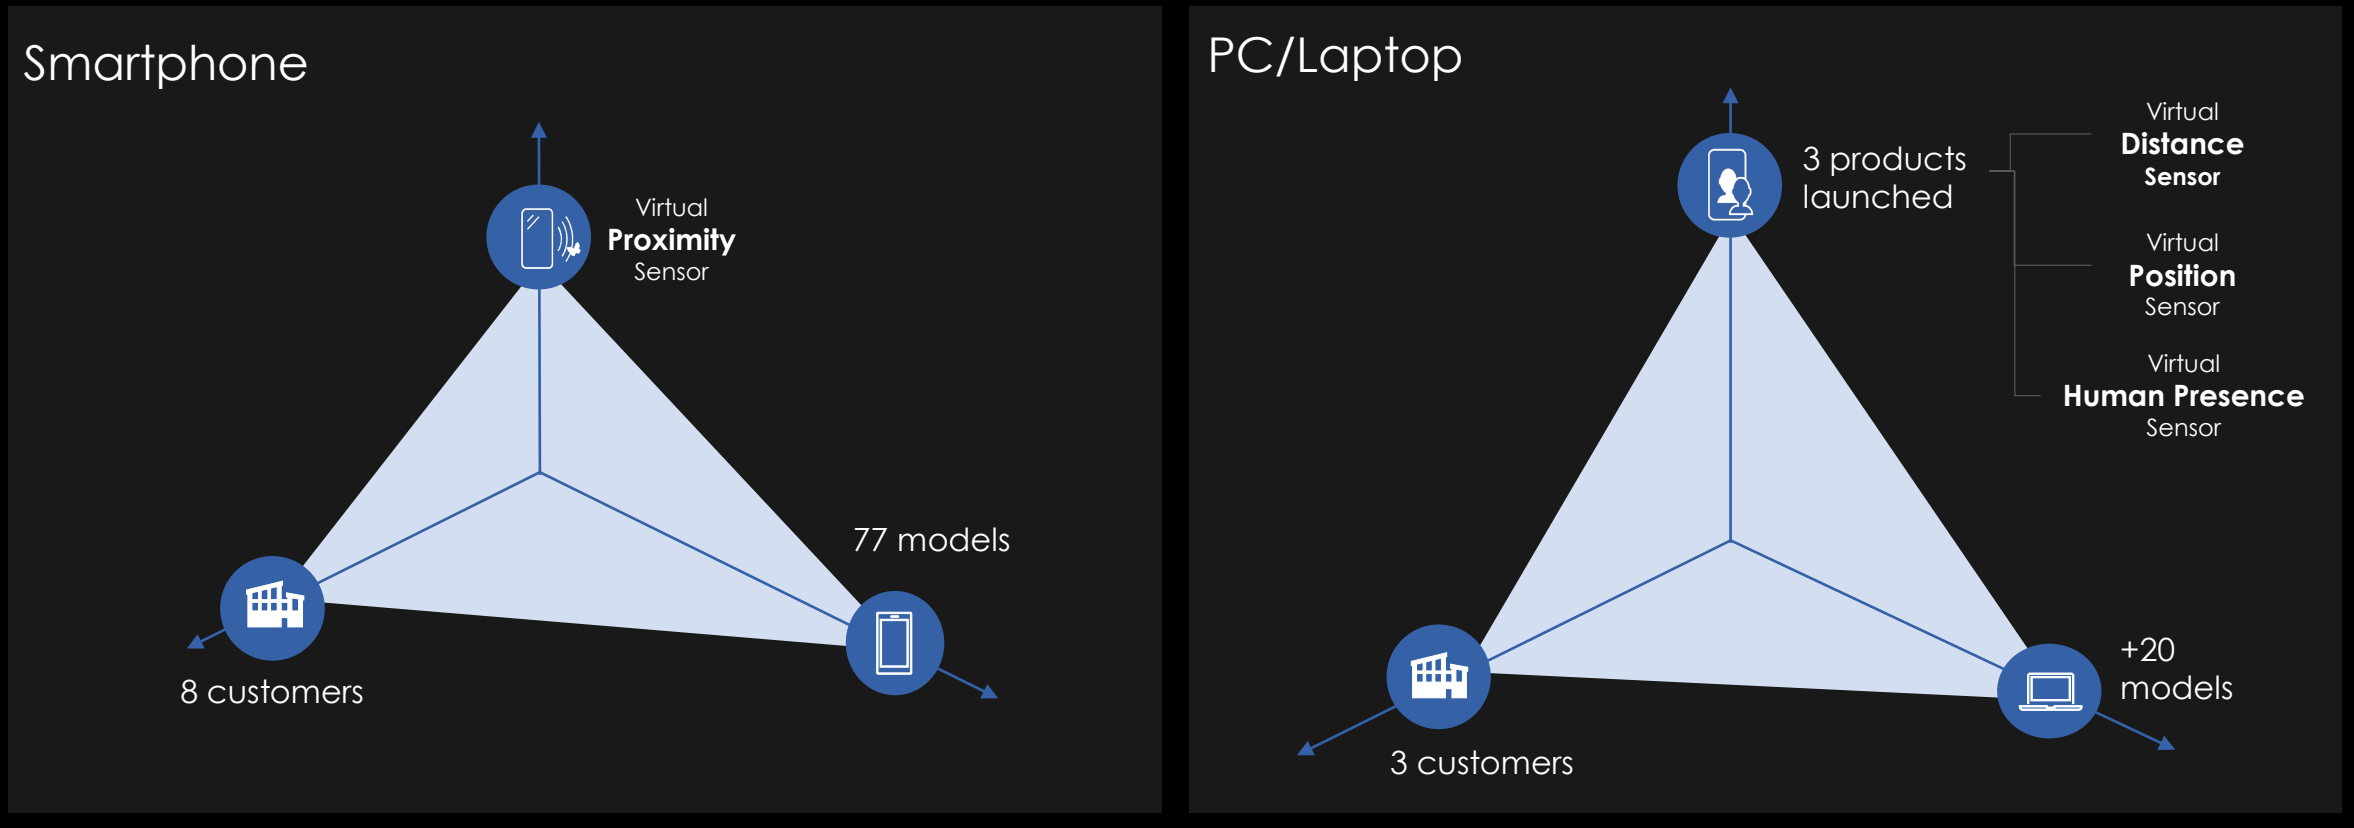 Smartphone
Virtual
Proximity
Sensor
77 models
8 customers
PC/Laptop
3 products
launched
Virtual
Distance
Sensor
Virtual
Position
Sensor
Virtual
Human Presence
Sensor
+20
models
3 customers